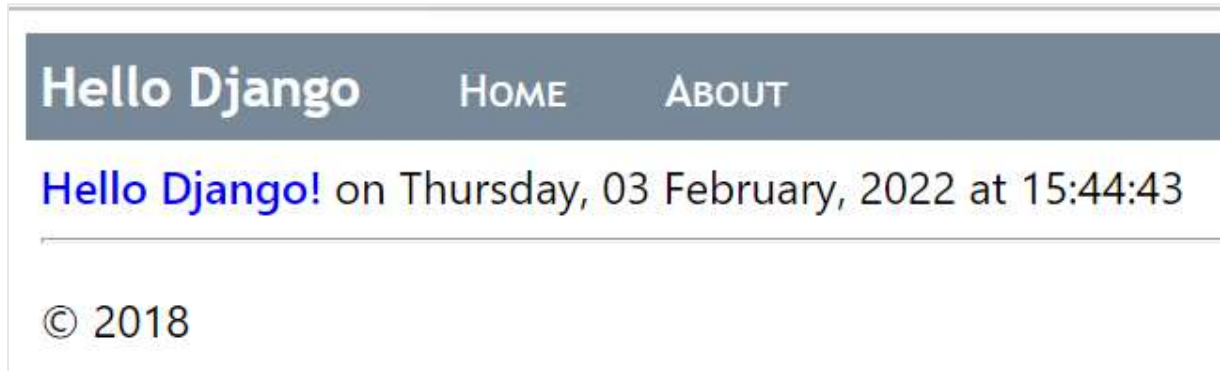 Hello Django Home About
Hello Django! on Thursday, 03 February, 2022 at 15:44:43
© 2018